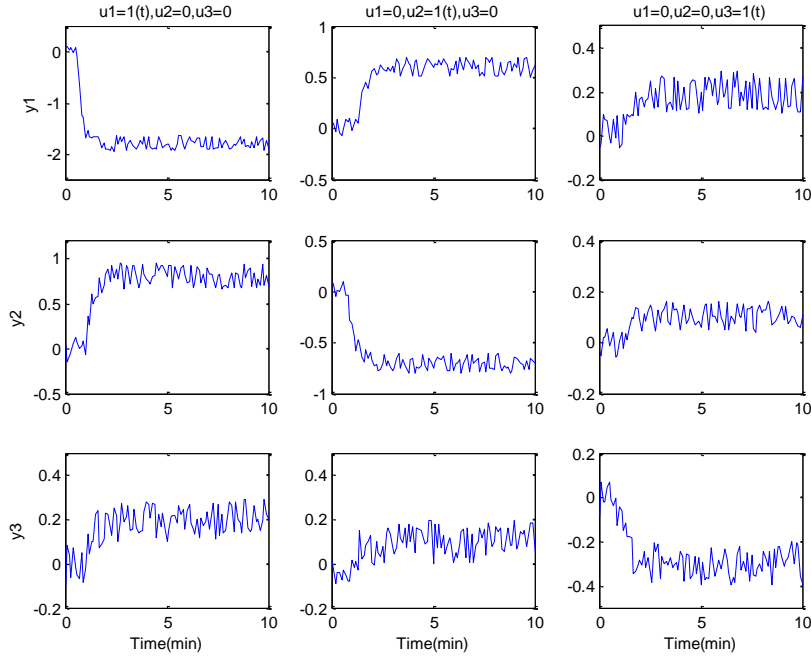 u1=1(t),u2=0,u3=0 u1=0,u2=1(t),u3=0 u1=0,u2=0,u3=1(t)
0 1 0.4
-1 0.5 0.2
-2 0 0
-0.5 -0.2
y1
0 5 10 0 5 10 0 5 10
1 0.5 0.4
0.5 0 0.2
0 -0.5 0
-0.5 -1 -0.2
y2
0 5 10 0 5 10 0 5 10
0.4 0.4 0.2
0.2 0.2 0
0 0 -0.2
-0.2 -0.2 -0.4
y3
0 5 10 0 5 10 0 5 10
Time(min) Time(min) Time(min)